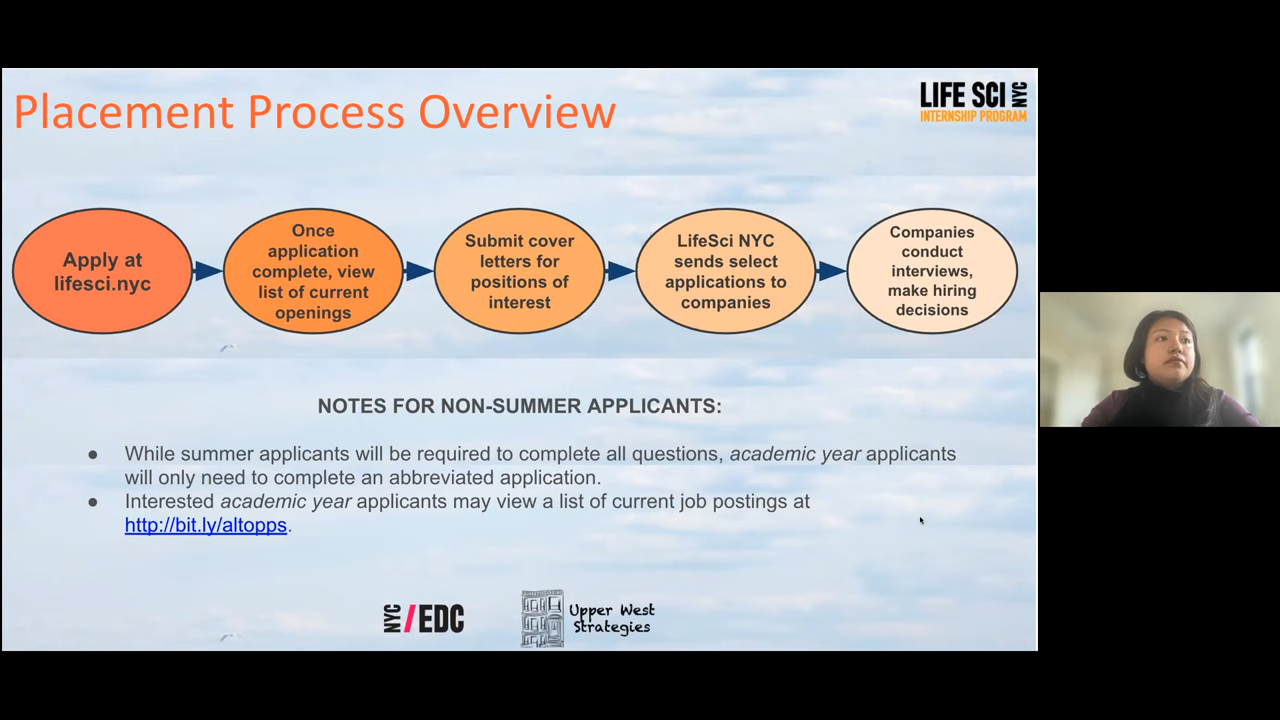 Placement Process Overview
LIFE SCI NYC
INTERNSHIP PROGRAM
Apply at
lifesci.nyc
Once
application
complete, view
list of current
openings
Submit cover
letters for
positions of
interest
LifeSci NYC
sends select
applications to
companies
Companies
conduct
interviews,
make hiring
decisions
NOTES FOR NON-SUMMER APPLICANTS:
● While summer applicants will be required to complete all questions, academic year applicants
will only need to complete an abbreviated application.
● Interested academic year applicants may view a list of current job postings at
http://bit.ly/altopps.
NYC / EDC
Upper West
Strategies